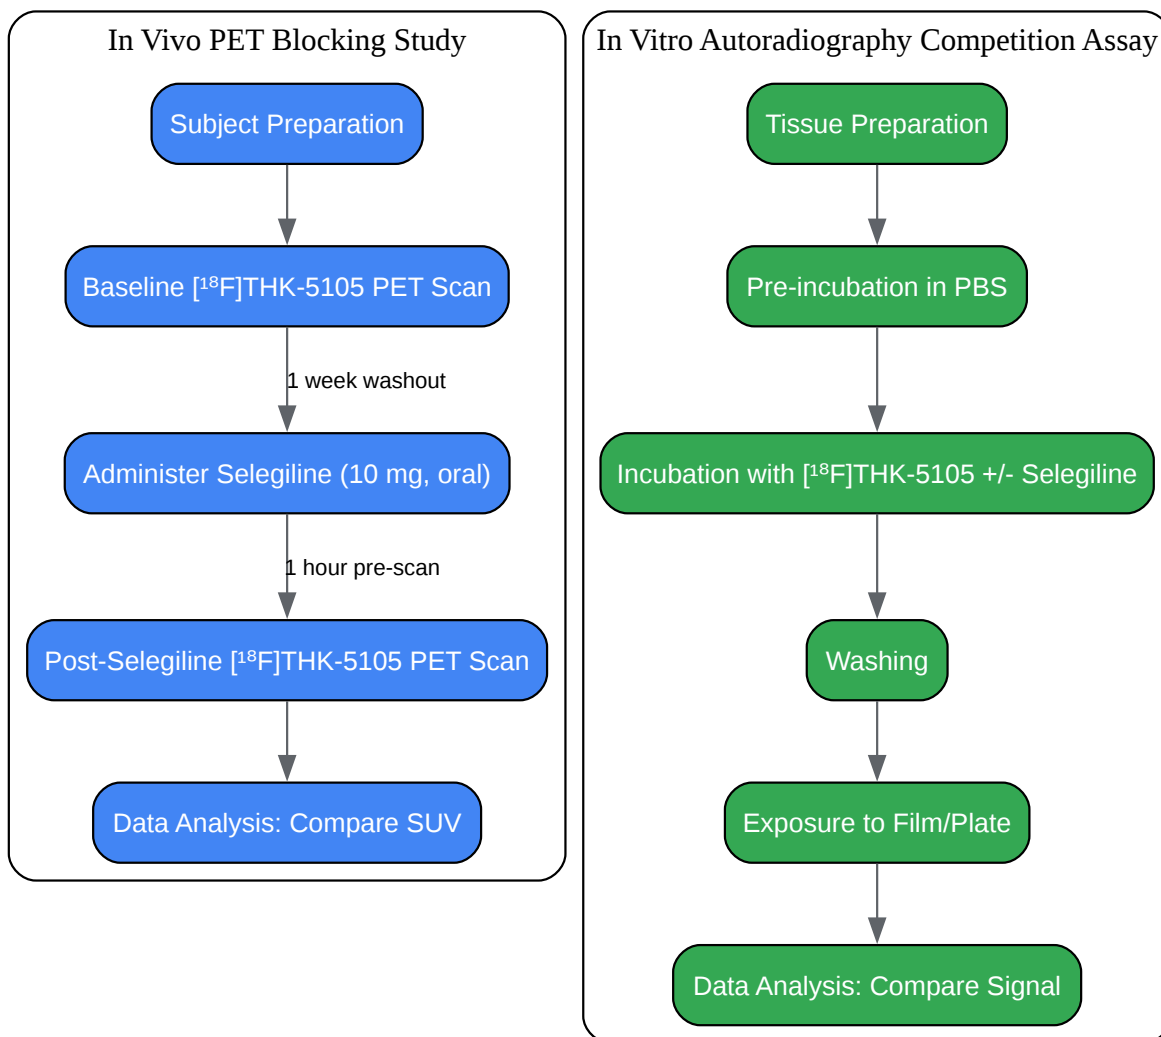 In Vivo PET Blocking Study
Subject Preparation
Baseline [¹⁸F]THK-5105 PET Scan
1 week washout
Administer Selegiline (10 mg, oral)
1 hour pre-scan
Post-Selegiline [¹⁸F]THK-5105 PET Scan
Data Analysis: Compare SUV
In Vitro Autoradiography Competition Assay
Tissue Preparation
Pre-incubation in PBS
Incubation with [¹⁸F]THK-5105 +/- Selegiline
Washing
Exposure to Film/Plate
Data Analysis: Compare Signal